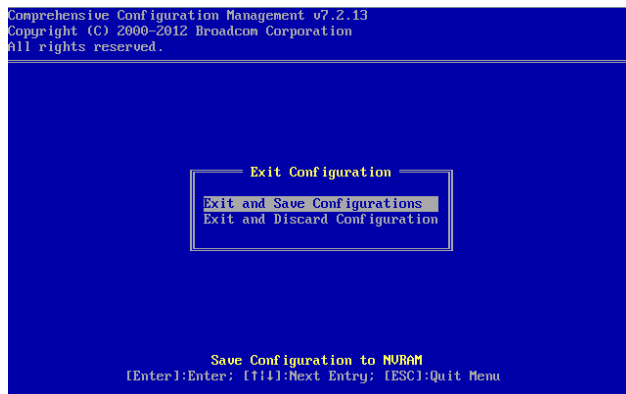 Comprehensive Configuration Management v7.2.13
Copyright (C) 2000-2012 Broadcom Corporation
All rights reserved.
Exit Configuration
Exit and Save Configurations
Exit and Discard Configuration
Save Configuration to NVRAM
[Enter]:Enter; [↑|↓]:Next Entry; [ESC]:Quit Menu